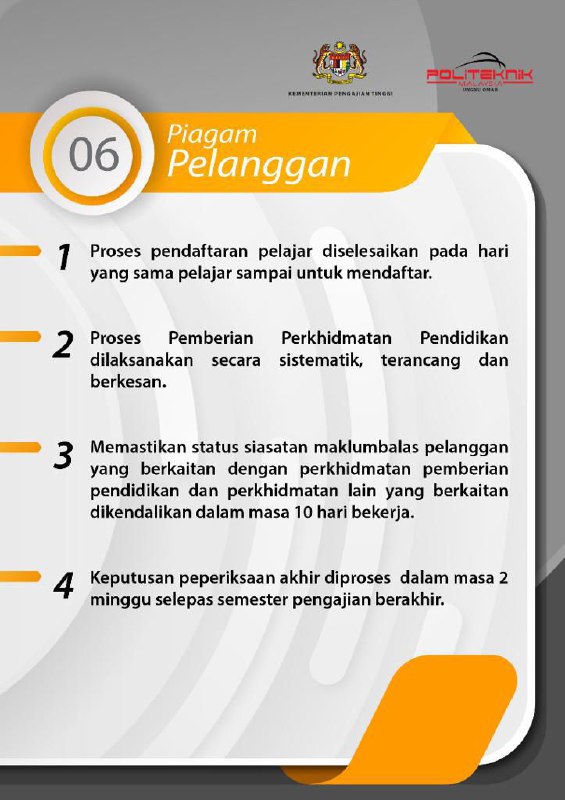 KEMENTERIAN PENGAJIAN TINGGI
POLITEKNIK
MALAYSIA
UNGKU OMAR
06
Piagam
Pelanggan
1 Proses pendaftaran pelajar diselesaikan pada hari
yang sama pelajar sampai untuk mendaftar.
2 Proses Pemberian Perkhidmatan Pendidikan
dilaksanakan secara sistematik, terancang dan
berkesan.
3 Memastikan status siasatan maklumbalas pelanggan
yang berkaitan dengan perkhidmatan pemberian
pendidikan dan perkhidmatan lain yang berkaitan
dikendalikan dalam masa 10 hari bekerja.
4 Keputusan peperiksaan akhir diproses dalam masa 2
minggu selepas semester pengajian berakhir.